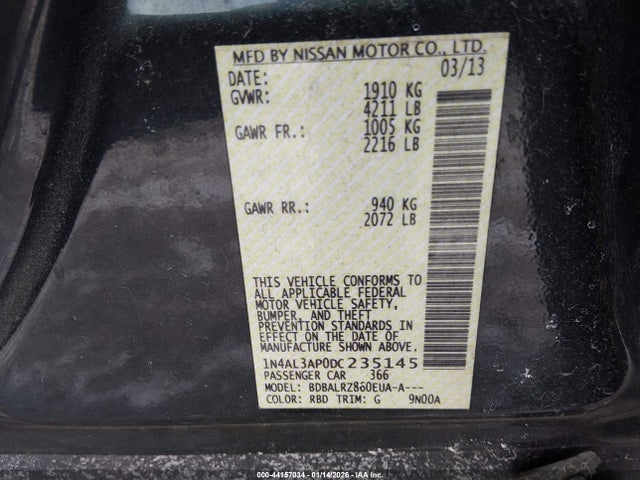 MFD BY NISSAN MOTOR CO., LTD.
DATE: 03/13
GVWR: 1910 KG
4211 LB
GAWR FR.: 1005 KG
2216 LB
GAWR RR.: 940 KG
2072 LB
THIS VEHICLE CONFORMS TO
ALL APPLICABLE FEDERAL
MOTOR VEHICLE SAFETY,
BUMPER, AND THEFT
PREVENTION STANDARDS IN
EFFECT ON THE DATE OF
MANUFACTURE SHOWN ABOVE.
1N4AL3AP0DC235145
PASSENGER CAR 366
MODEL: BDBALRZ860EUA-A---
COLOR: RBD TRIM: G 9N00A
000-44157034 | 01/14/2026 | IAA Inc.